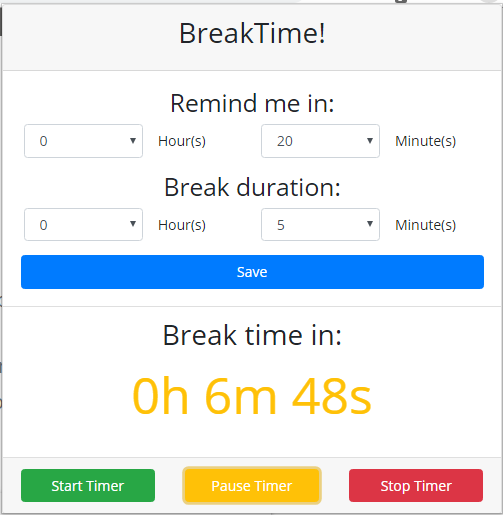 BreakTime!
Remind me in:
0 Hour(s) 20 Minute(s)
Break duration:
0 Hour(s) 5 Minute(s)
Save
Break time in:
0h 6m 48s
Start Timer Pause Timer Stop Timer